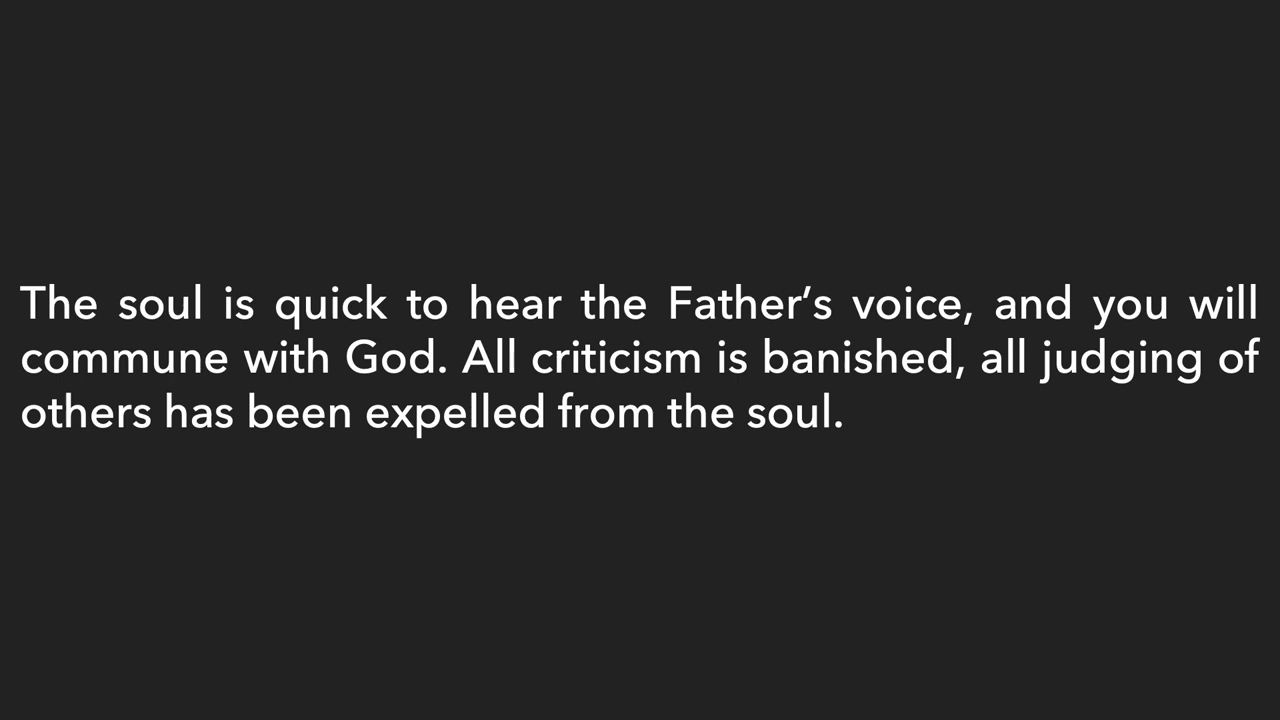 The soul is quick to hear the Father’s voice, and you will
commune with God. All criticism is banished, all judging of
others has been expelled from the soul.